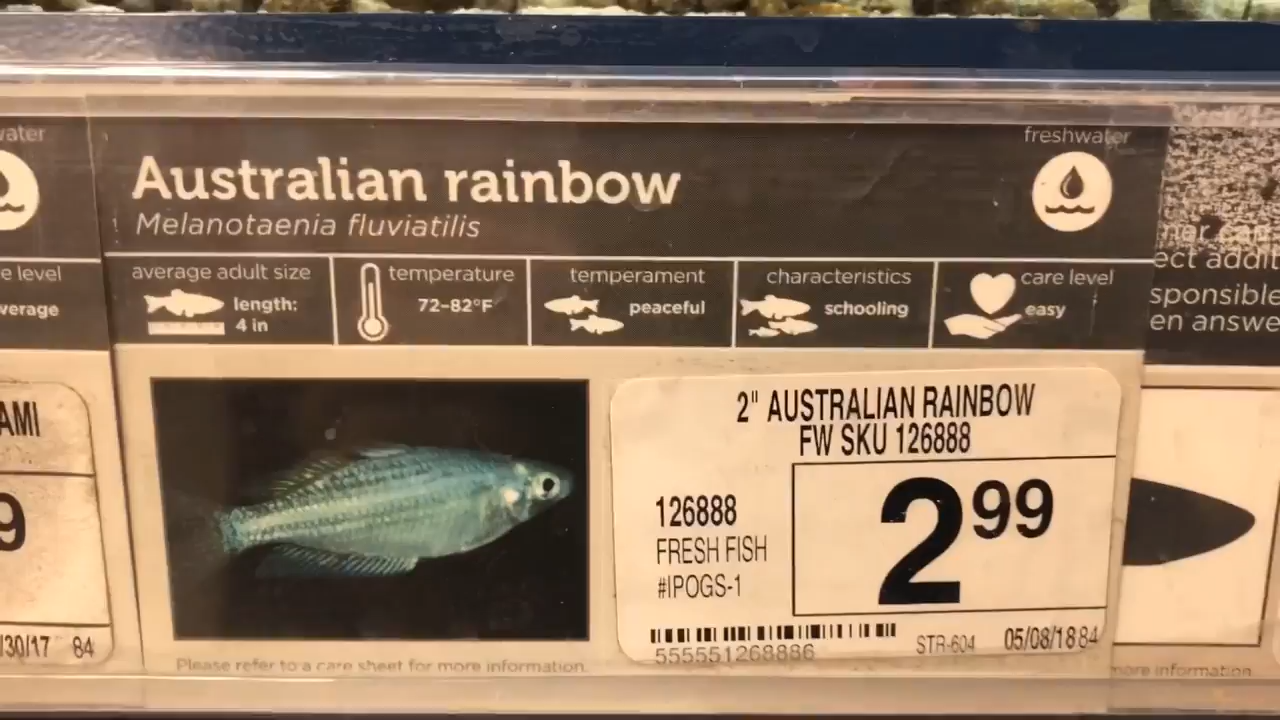 water
freshwater
Australian rainbow
Melanotaenia fluviatilis
e level
verage
average adult size
length:
4 in
temperature
72-82°F
temperament
peaceful
characteristics
schooling
care level
easy
ect addit
sponsible
en answe
AMI
9
/30/17 84
2" AUSTRALIAN RAINBOW
FW SKU 126888
126888
FRESH FISH
#IPOGS-1
2 99
555551268886
STR-604
05/08/18 84
Please refer to a care sheet for more information.
more information.